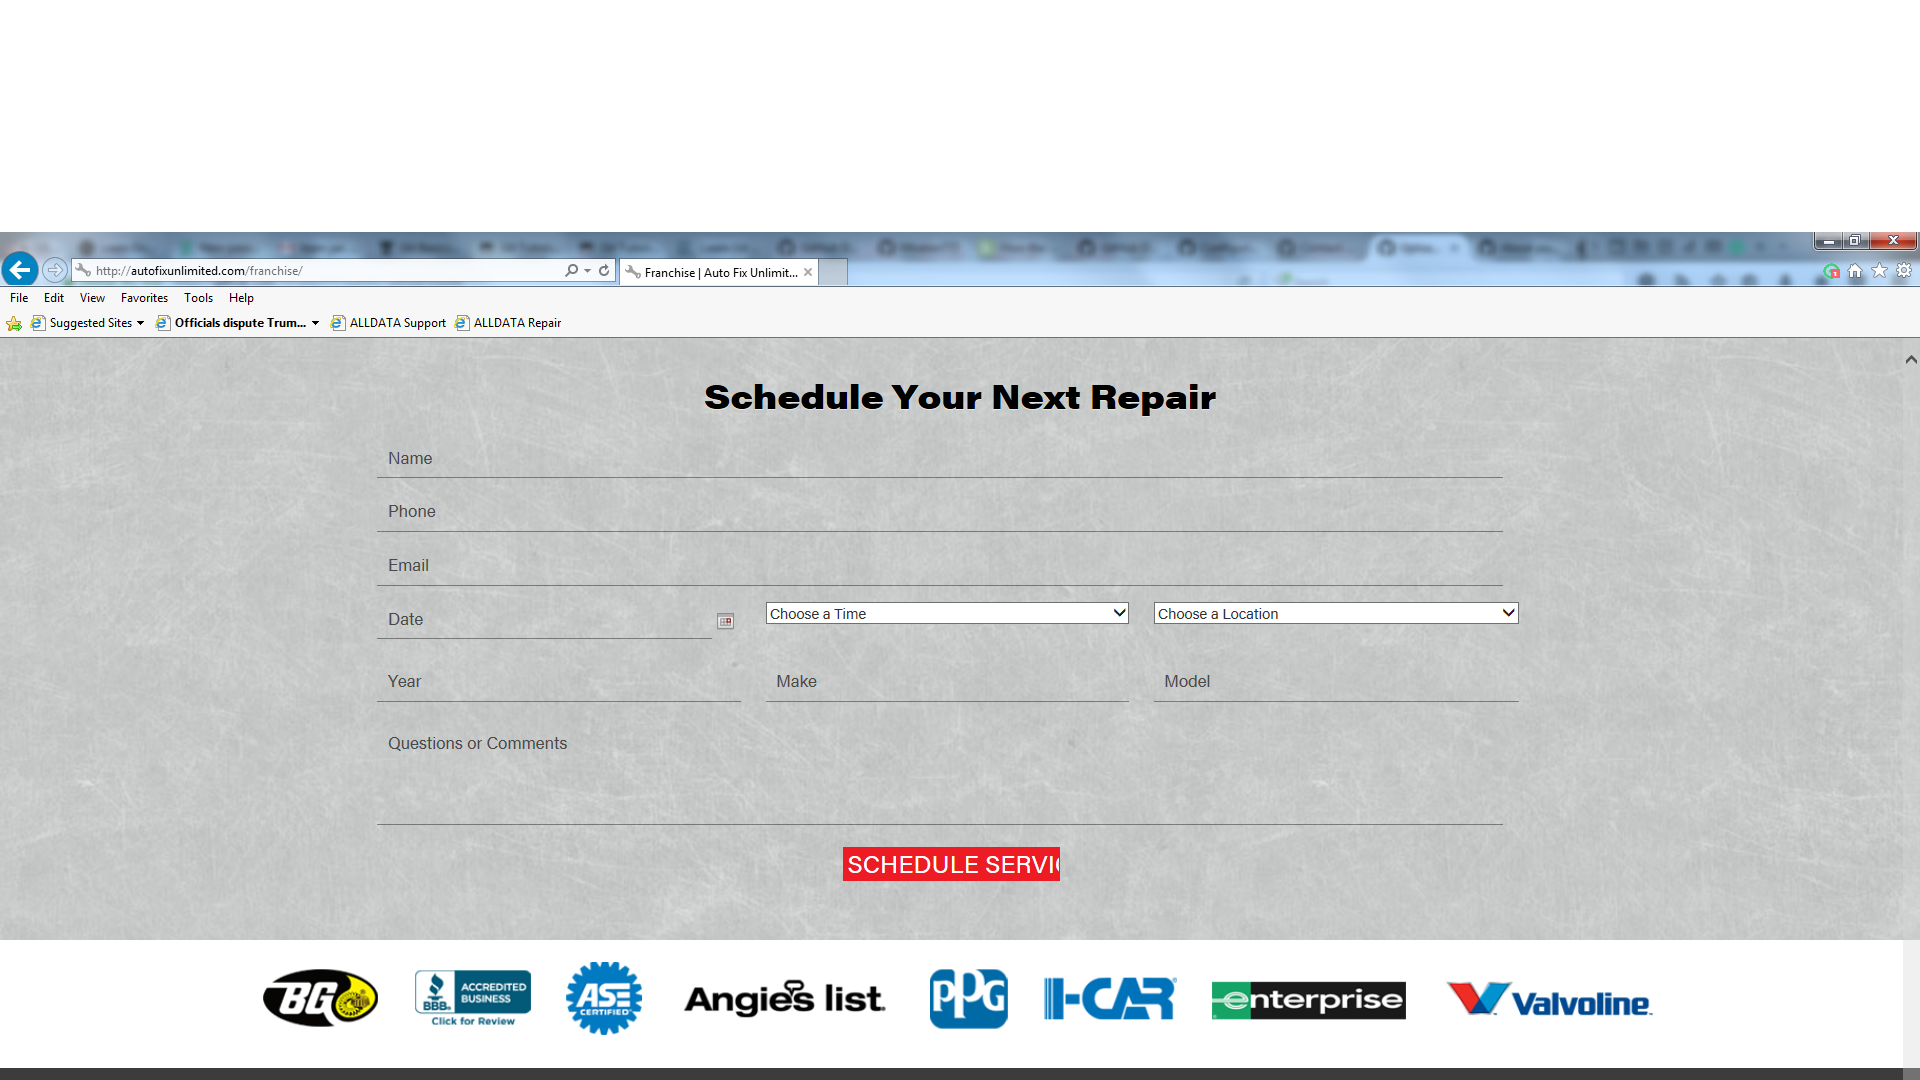 http://autofixunlimited.com/franchise/
Franchise | Auto Fix Unlimit...
File Edit View Favorites Tools Help
Suggested Sites Officials dispute Trum... ALLDATA Support ALLDATA Repair
Schedule Your Next Repair
Name
Phone
Email
Date Choose a Time Choose a Location
Year Make Model
Questions or Comments
SCHEDULE SERVIC
BG BBB. ACCREDITED BUSINESS Click for Review ASE CERTIFIED Angie's list. PPG I-CAR enterprise Valvoline.